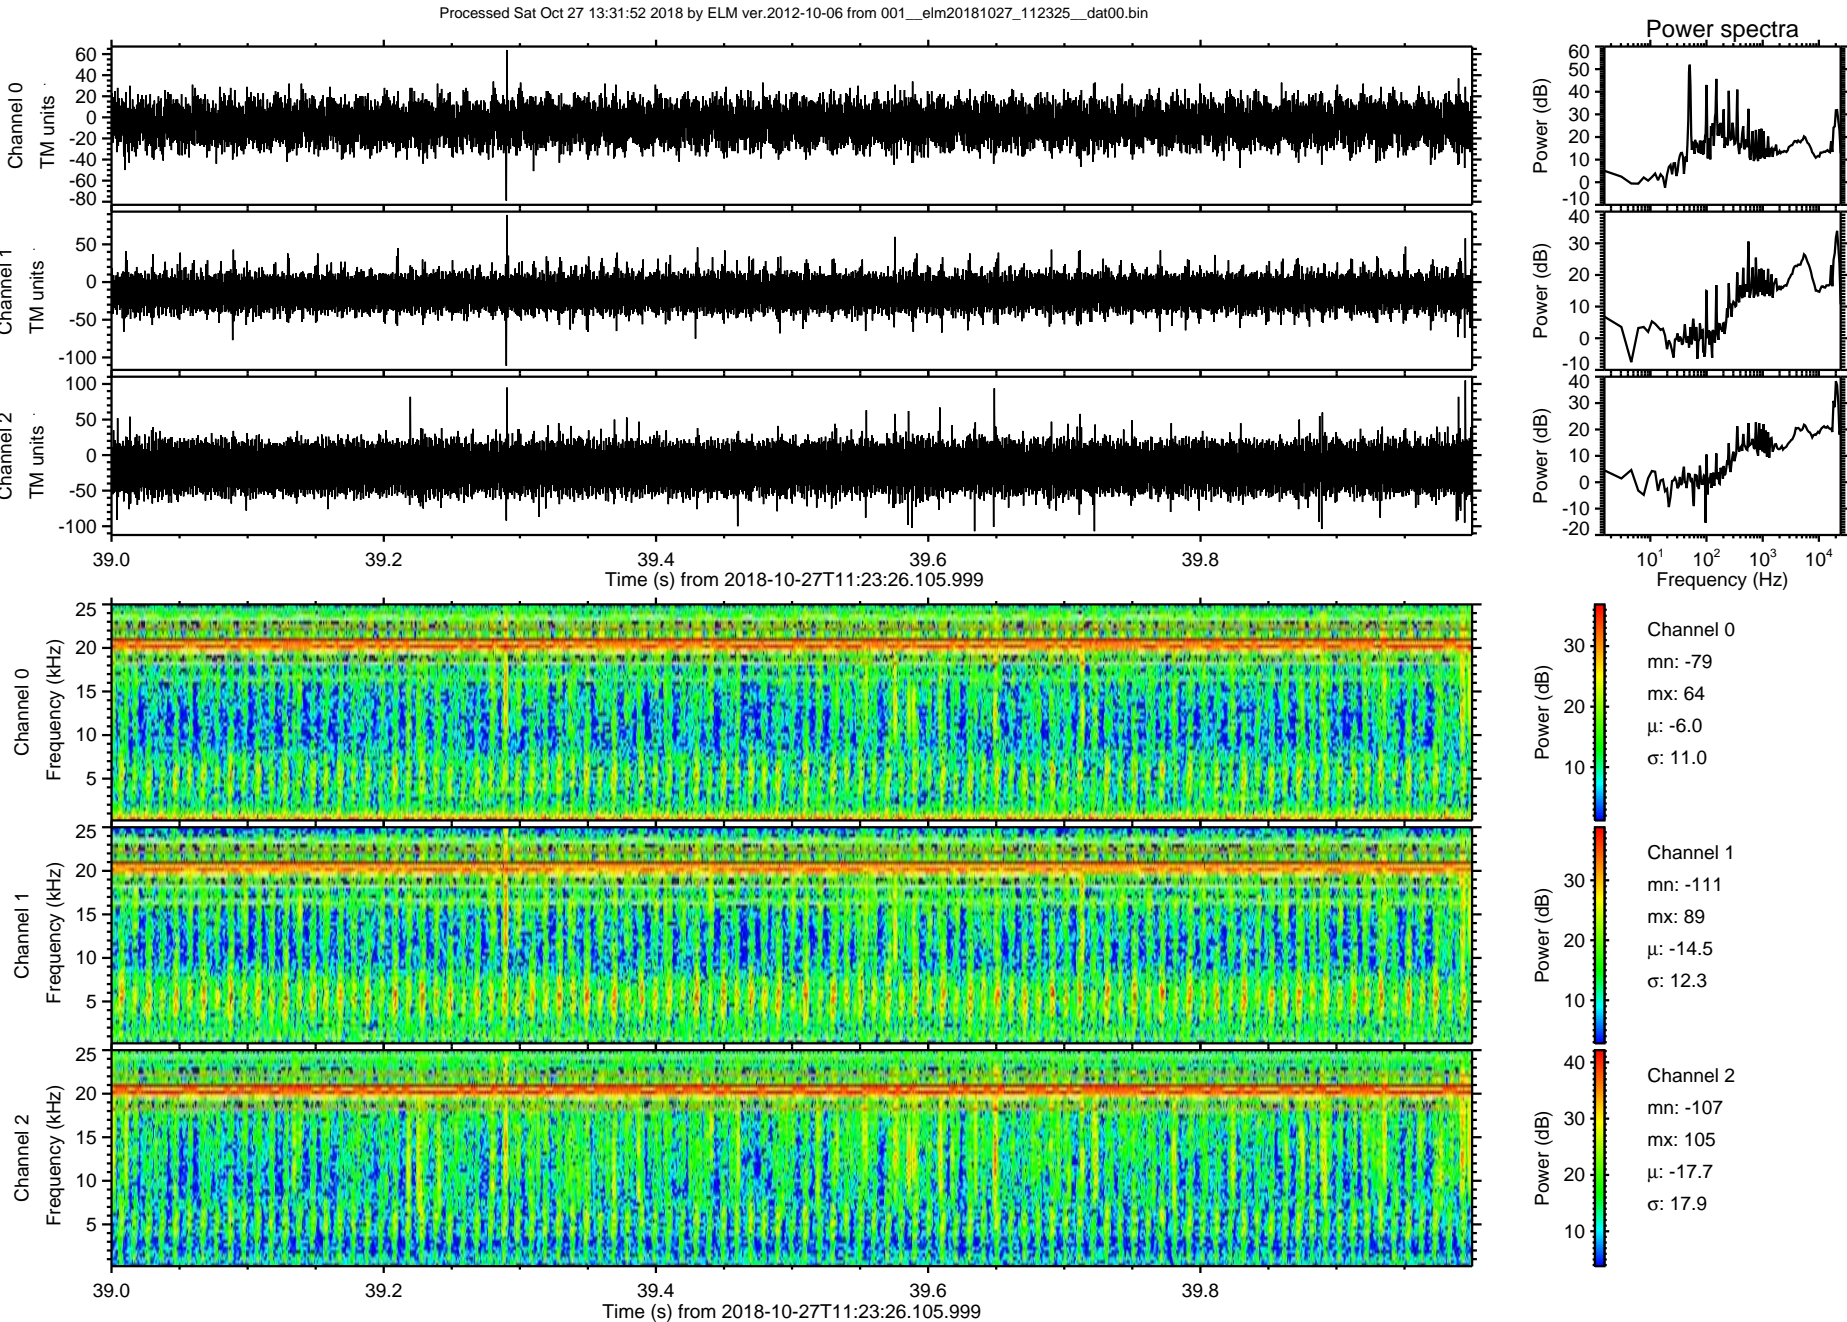 Processed Sat Oct 27 13:31:52 2018 by ELM ver.2012-10-06 from 001__elm20181027_112325__dat00.bin
Power spectra
Channel 0
TM units
60
40
20
0
-20
-40
-60
-80
Power (dB)
60
50
40
30
20
10
0
-10
Channel 1
TM units
50
0
-50
-100
Power (dB)
40
30
20
10
0
-10
Channel 2
TM units
100
50
0
-50
-100
Power (dB)
40
30
20
10
0
-10
-20
39.0 39.2 39.4 39.6 39.8
Time (s) from 2018-10-27T11:23:26.105.999
10¹ 10² 10³ 10⁴
Frequency (Hz)
Channel 0
Frequency (kHz)
25
20
15
10
5
Power (dB)
30
20
10
Channel 0
mn: -79
mx: 64
μ: -6.0
σ: 11.0
Channel 1
Frequency (kHz)
25
20
15
10
5
Power (dB)
30
20
10
Channel 1
mn: -111
mx: 89
μ: -14.5
σ: 12.3
Channel 2
Frequency (kHz)
25
20
15
10
5
Power (dB)
40
30
20
10
Channel 2
mn: -107
mx: 105
μ: -17.7
σ: 17.9
39.0 39.2 39.4 39.6 39.8
Time (s) from 2018-10-27T11:23:26.105.999